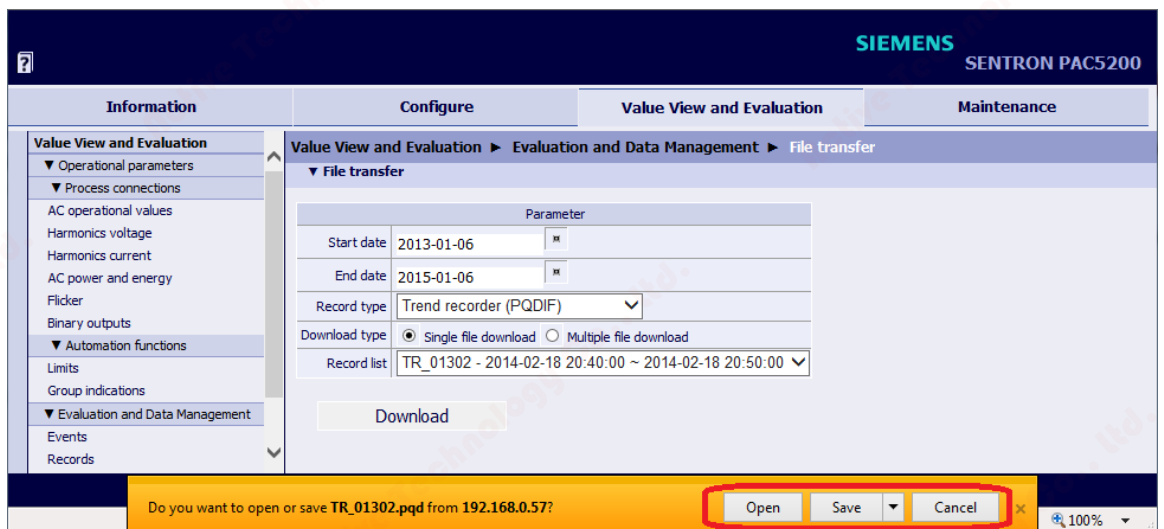 SIEMENS
SENTRON PAC5200
Information Configure Value View and Evaluation Maintenance
Value View and Evaluation
▼ Operational parameters
▼ Process connections
AC operational values
Harmonics voltage
Harmonics current
AC power and energy
Flicker
Binary outputs
▼ Automation functions
Limits
Group indications
▼ Evaluation and Data Management
Events
Records
Value View and Evaluation ► Evaluation and Data Management ► File transfer
▼ File transfer
Parameter
Start date 2013-01-06
End date 2015-01-06
Record type Trend recorder (PQDIF)
Download type Single file download Multiple file download
Record list TR_01302 - 2014-02-18 20:40:00 ~ 2014-02-18 20:50:00
Download
Do you want to open or save TR_01302.pqd from 192.168.0.57? Open Save Cancel ×
100%